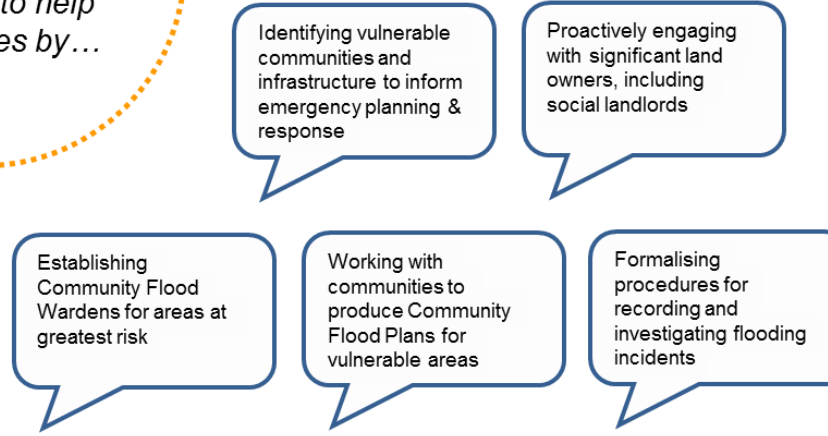 to help
es by…
Identifying vulnerable
communities and
infrastructure to inform
emergency planning &
response
Proactively engaging
with significant land
owners, including
social landlords
Establishing
Community Flood
Wardens for areas at
greatest risk
Working with
communities to
produce Community
Flood Plans for
vulnerable areas
Formalising
procedures for
recording and
investigating flooding
incidents